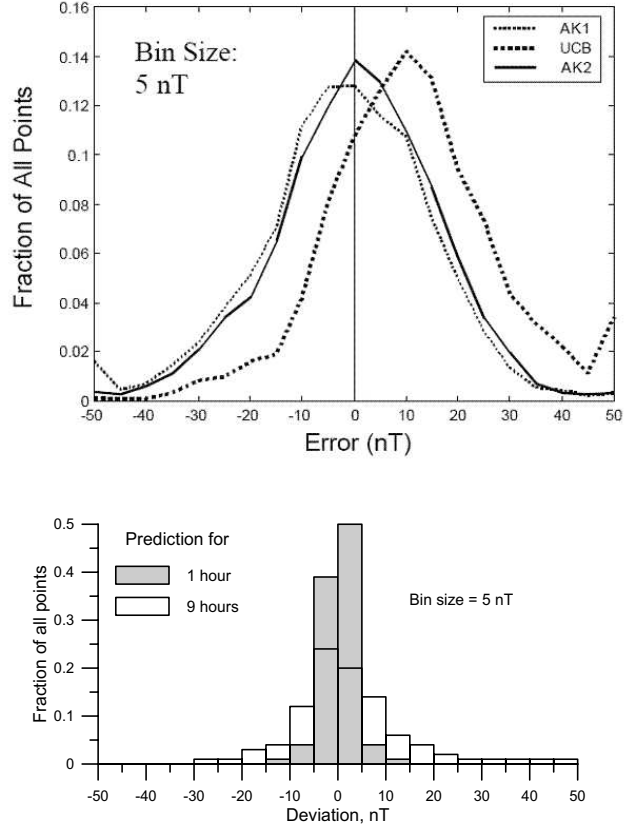 0.16
0.14
0.12
0.1
0.08
0.06
0.04
0.02
0
Fraction of All Points
Bin Size:
5 nT
AK1
UCB
AK2
-50 -40 -30 -20 -10 0 10 20 30 40 50
Error (nT)
0.5
0.4
0.3
0.2
0.1
0
Fraction of all points
Prediction for
1 hour
9 hours
Bin size = 5 nT
-50 -40 -30 -20 -10 0 10 20 30 40 50
Deviation, nT